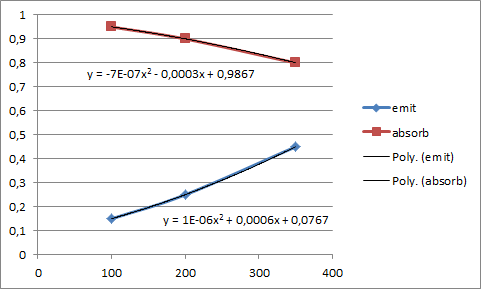 1
0,9
0,8
y = -7E-07x² - 0,0003x + 0,9867
0,7
emit
0,6
absorb
0,5
Poly. (emit)
0,4
Poly. (absorb)
0,3
0,2
y = 1E-06x² + 0,0006x + 0,0767
0,1
0
0 100 200 300 400